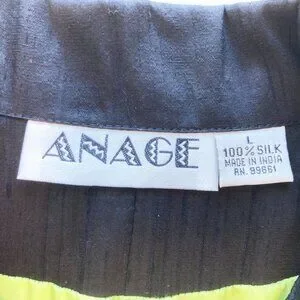 ANAGE
L
100% SILK
MADE IN INDIA
RN. 99661